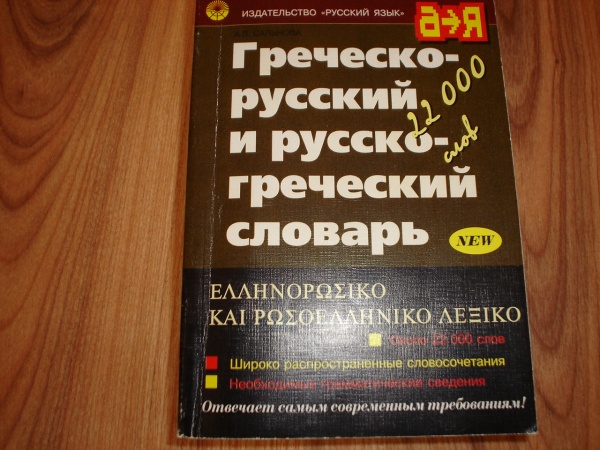 ИЗДАТЕЛЬСТВО «РУССКИЙ ЯЗЫК»
а→Я
Греческо-
русский
и русско-
греческий
словарь
22 000
слов
NEW
ΕΛΛΗΝΟΡΩΣΙΚΟ
ΚΑΙ ΡΩΣΟΕΛΛΗΝΙΚΟ ΛΕΞΙΚΟ
Около 22 000 слов
Широко распространенные словосочетания
Необходимые грамматические сведения
Отвечает самым современным требованиям!